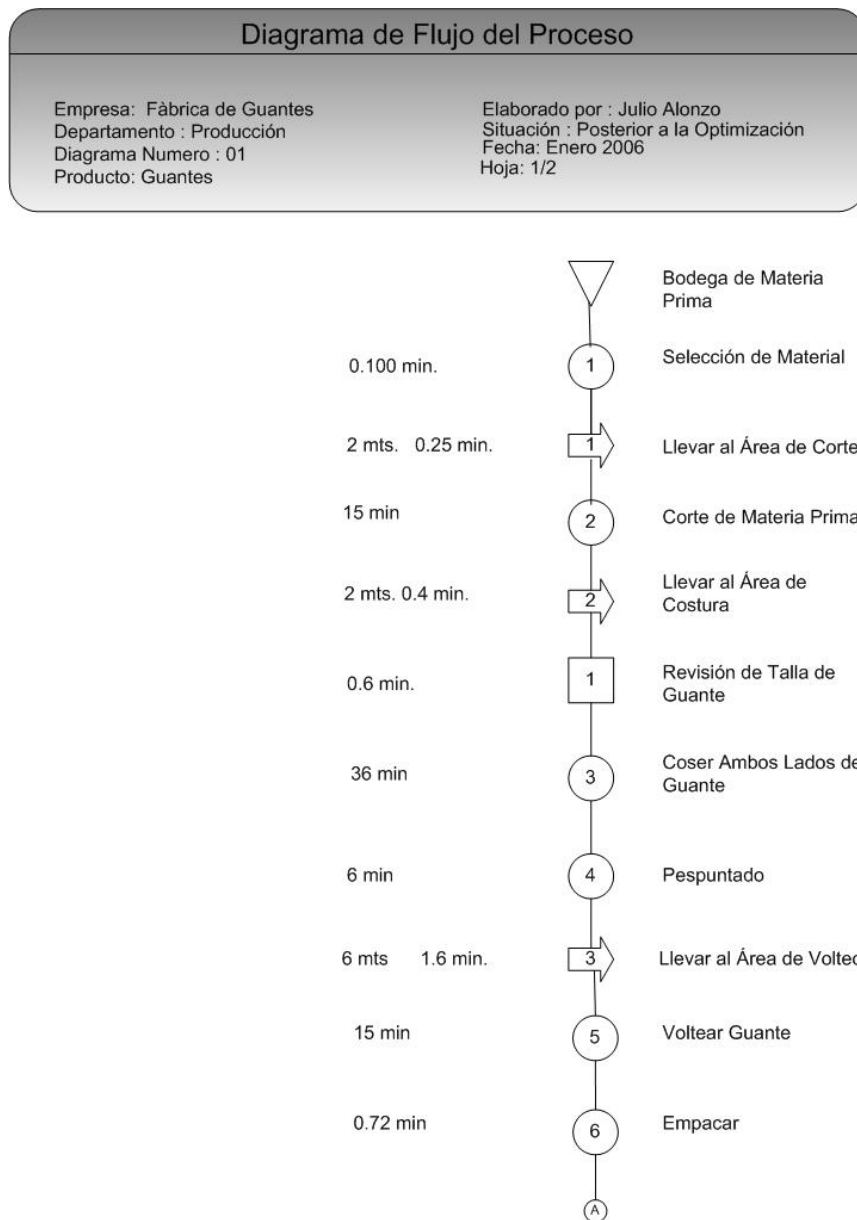 Diagrama de Flujo del Proceso
Empresa: Fàbrica de Guantes
Departamento : Producción
Diagrama Numero : 01
Producto: Guantes
Elaborado por : Julio Alonzo
Situación : Posterior a la Optimización
Fecha: Enero 2006
Hoja: 1/2
Bodega de Materia
Prima
0.100 min.
1
Selección de Material
2 mts. 0.25 min.
1
Llevar al Área de Corte
15 min
2
Corte de Materia Prima
2 mts. 0.4 min.
2
Llevar al Área de
Costura
0.6 min.
1
Revisión de Talla de
Guante
36 min
3
Coser Ambos Lados de
Guante
6 min
4
Pespuntado
6 mts 1.6 min.
3
Llevar al Área de Volteo
15 min
5
Voltear Guante
0.72 min
6
Empacar
A